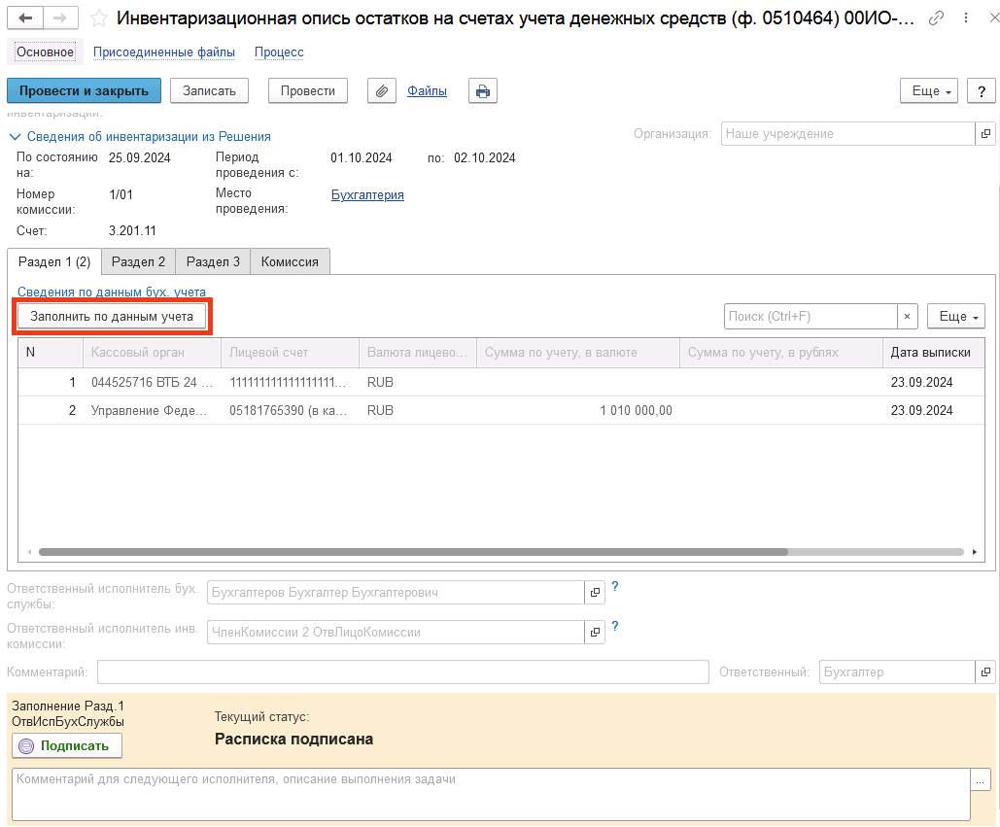 Инвентаризационная опись остатков на счетах учета денежных средств (ф. 0510464) 00ИО-...
Основное Присоединенные файлы Процесс
Провести и закрыть Записать Провести Файлы Еще ?
инвентаризации:
Сведения об инвентаризации из Решения Организация: Наше учреждение
По состоянию на: 25.09.2024 Период проведения с: 01.10.2024 по: 02.10.2024
Номер комиссии: 1/01 Место проведения: Бухгалтерия
Счет: 3.201.11
Раздел 1 (2) Раздел 2 Раздел 3 Комиссия
Сведения по данным бух. учета
Заполнить по данным учета Поиск (Ctrl+F) × Еще
N Кассовый орган Лицевой счет Валюта лицево... Сумма по учету, в валюте Сумма по учету, в рублях Дата выписки
1 044525716 ВТБ 24 ... 11111111111111111... RUB 23.09.2024
2 Управление Феде... 05181765390 (в ка... RUB 1 010 000,00 23.09.2024
Ответственный исполнитель бух. службы: Бухгалтеров Бухгалтер Бухгалтерович ?
Ответственный исполнитель инв. комиссии: ЧленКомиссии 2 ОтвЛицоКомиссии ?
Комментарий: Ответственный: Бухгалтер
Заполнение Разд.1
ОтвИспБухСлужбы
Текущий статус:
Расписка подписана
Подписать
Комментарий для следующего исполнителя, описание выполнения задачи ...